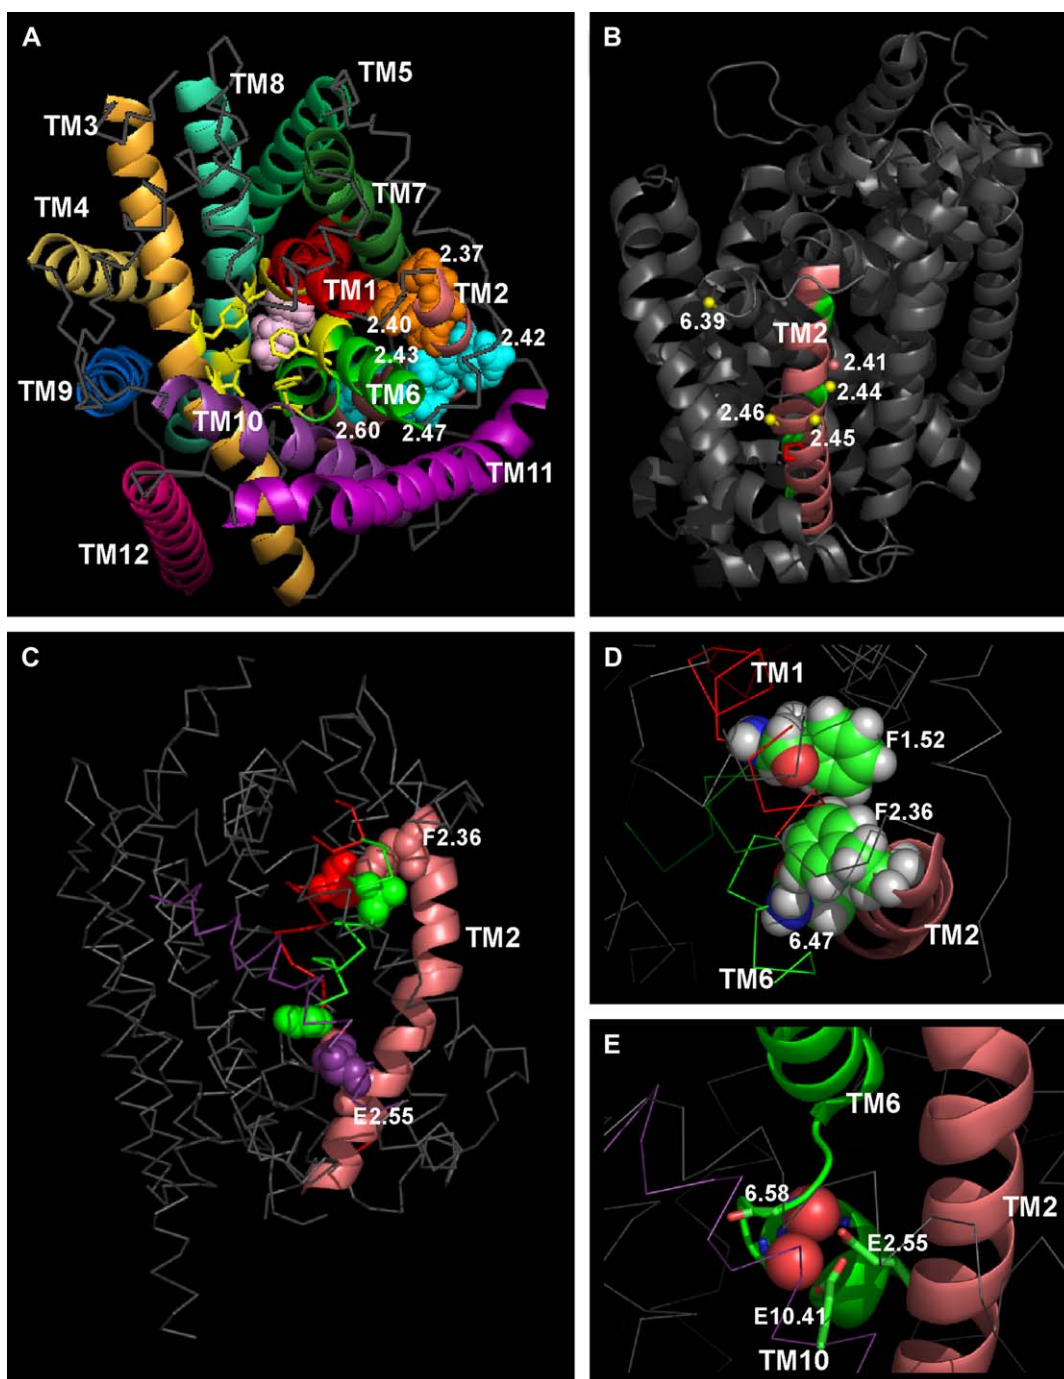 A
TM5
TM8
TM3
TM7
TM4
2.37
TM1
TM2
2.40
2.42
2.43
TM9
TM6
TM10
2.60
2.47
TM11
TM12
B
6.39
TM2
2.41
2.44
2.46
2.45
C
F2.36
TM2
E2.55
D
TM1
F1.52
F2.36
6.47
TM2
TM6
E
TM6
6.58
TM2
E2.55
E10.41
TM10